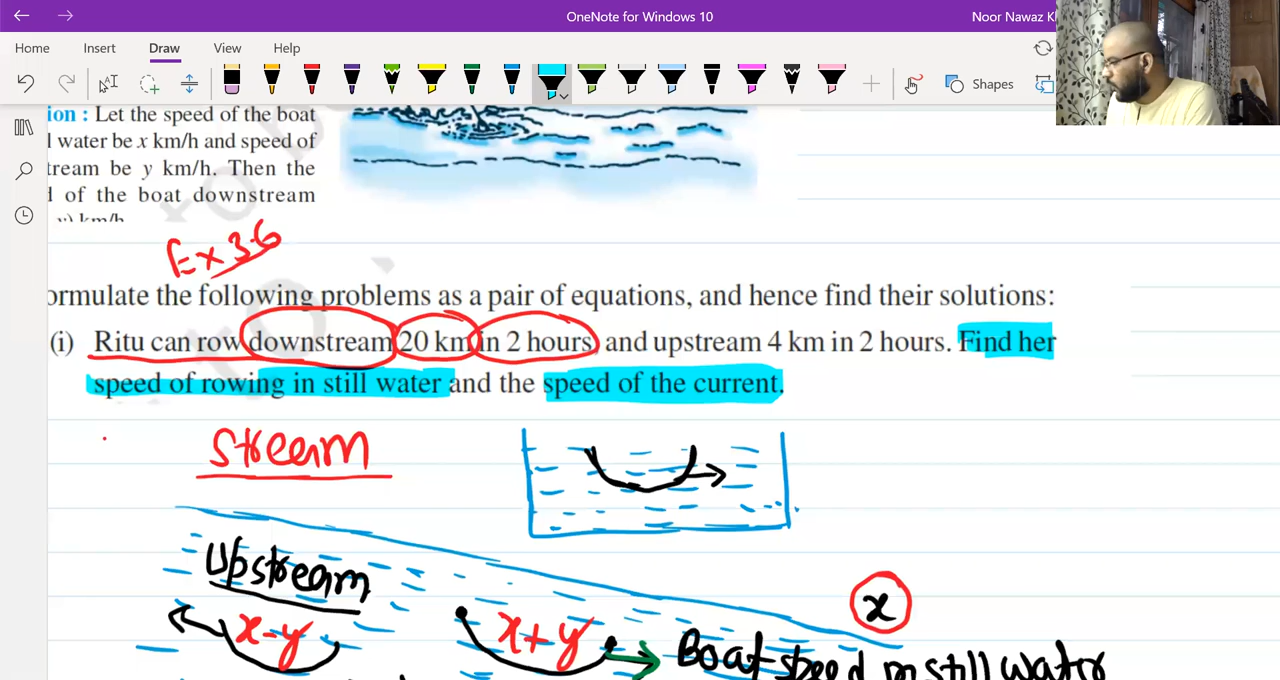 OneNote for Windows 10
Noor Nawaz Kh
Home Insert Draw View Help
Shapes
ion : Let the speed of the boat
l water be x km/h and speed of
tream be y km/h. Then the
d of the boat downstream
y) km/h
Ex 3.6
ormulate the following problems as a pair of equations, and hence find their solutions:
(i) Ritu can row downstream 20 km in 2 hours, and upstream 4 km in 2 hours. Find her
speed of rowing in still water and the speed of the current.
Stream
Upstream
x
x-y
x+y
Boat speed in still water